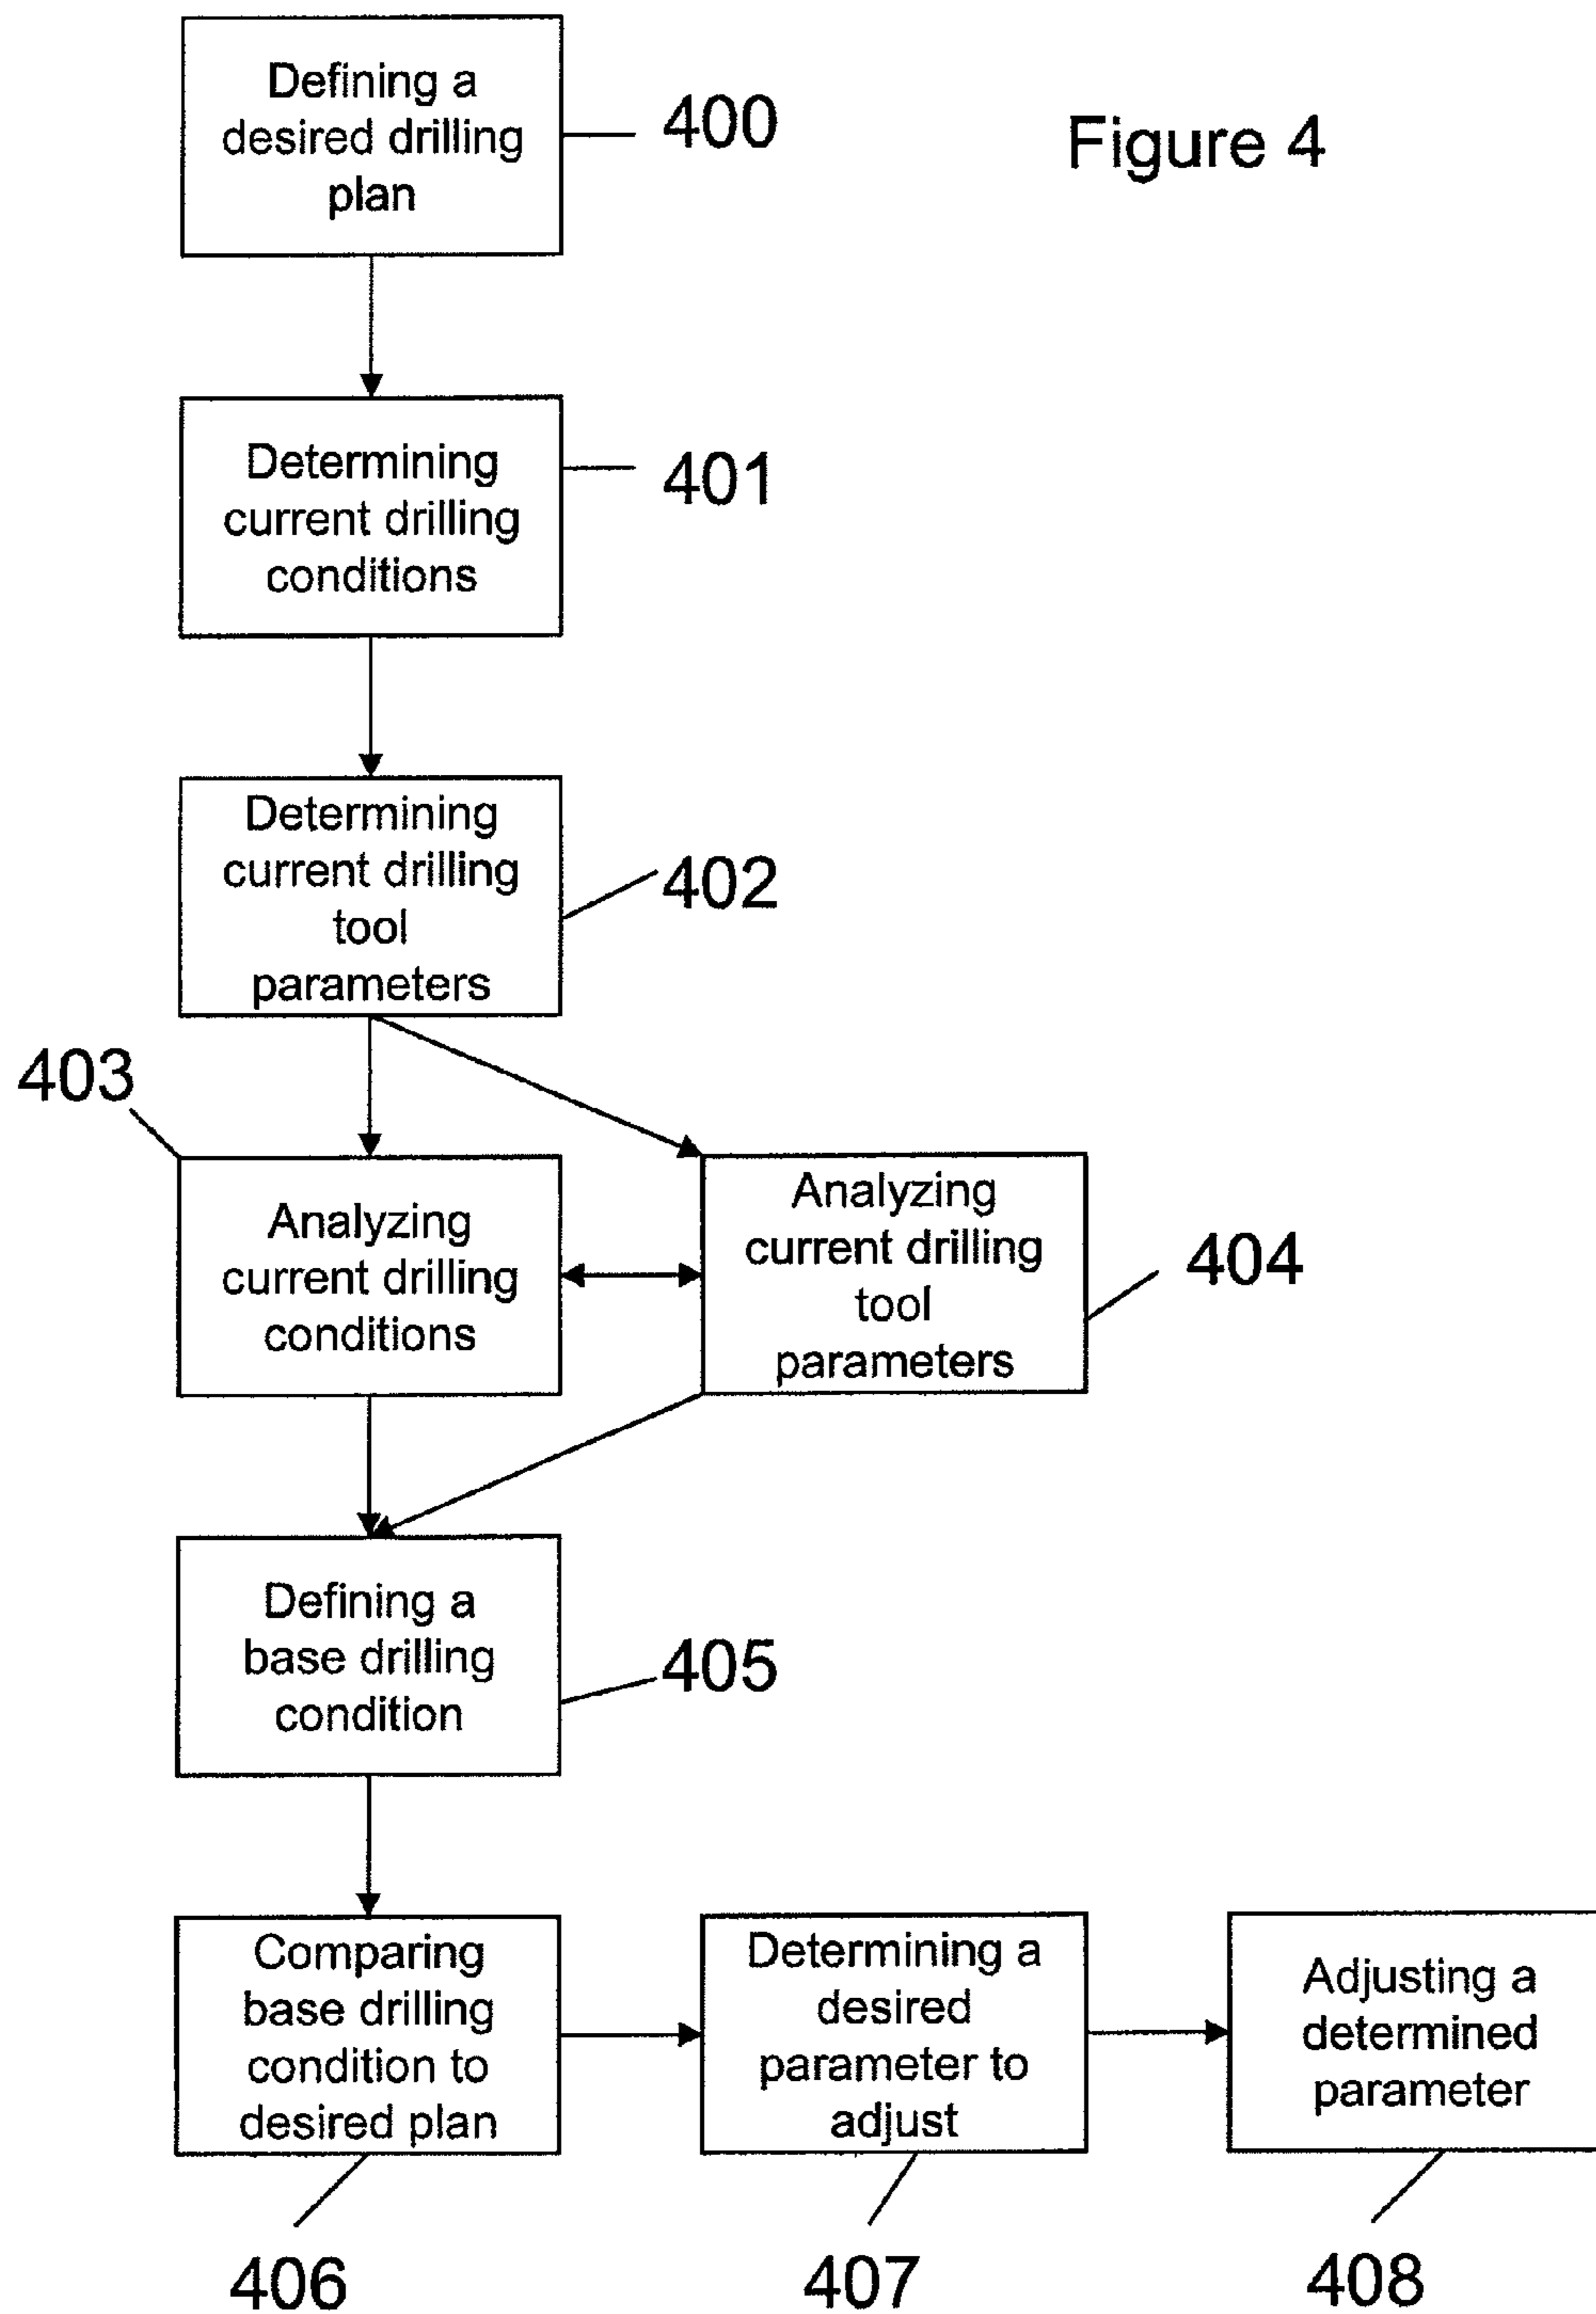 Defining a
desired drilling
plan
400
Figure 4
Determining
current drilling
conditions
401
Determining
current drilling
tool
parameters
402
403
Analyzing
current drilling
conditions
Analyzing
current drilling
tool
parameters
404
Defining a
base drilling
condition
405
Comparing
base drilling
condition to
desired plan
Determining a
desired
parameter to
adjust
Adjusting a
determined
parameter
406
407
408